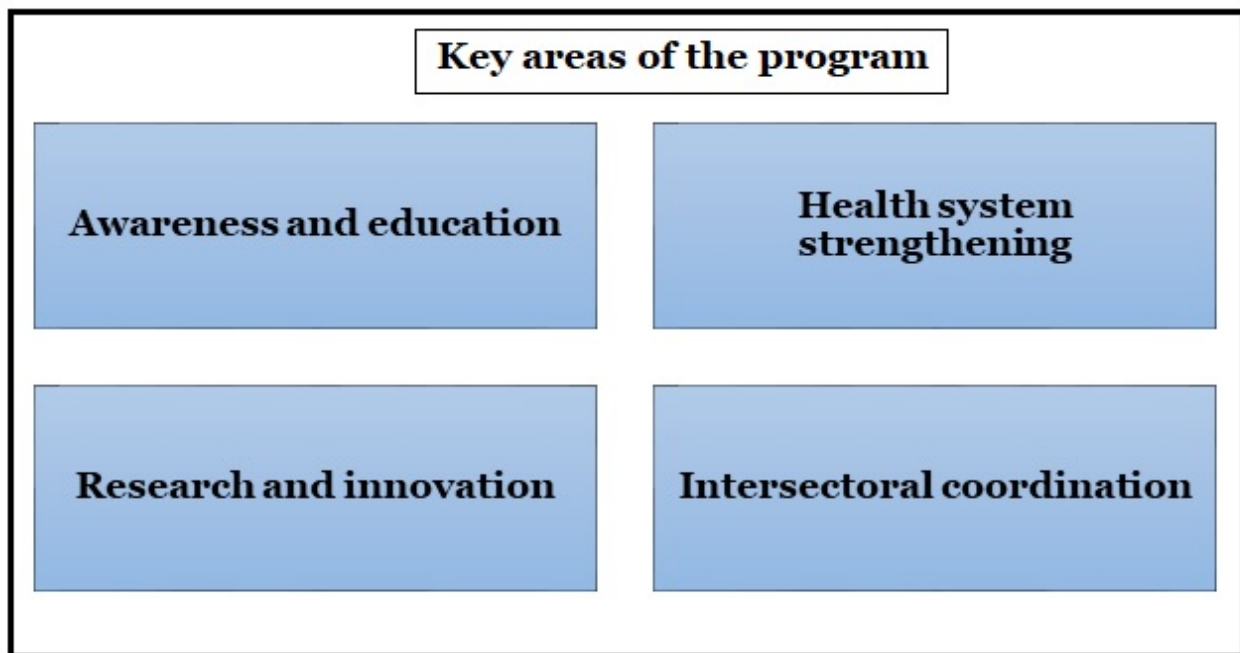 Key areas of the program
Awareness and education
Health system
strengthening
Research and innovation
Intersectoral coordination